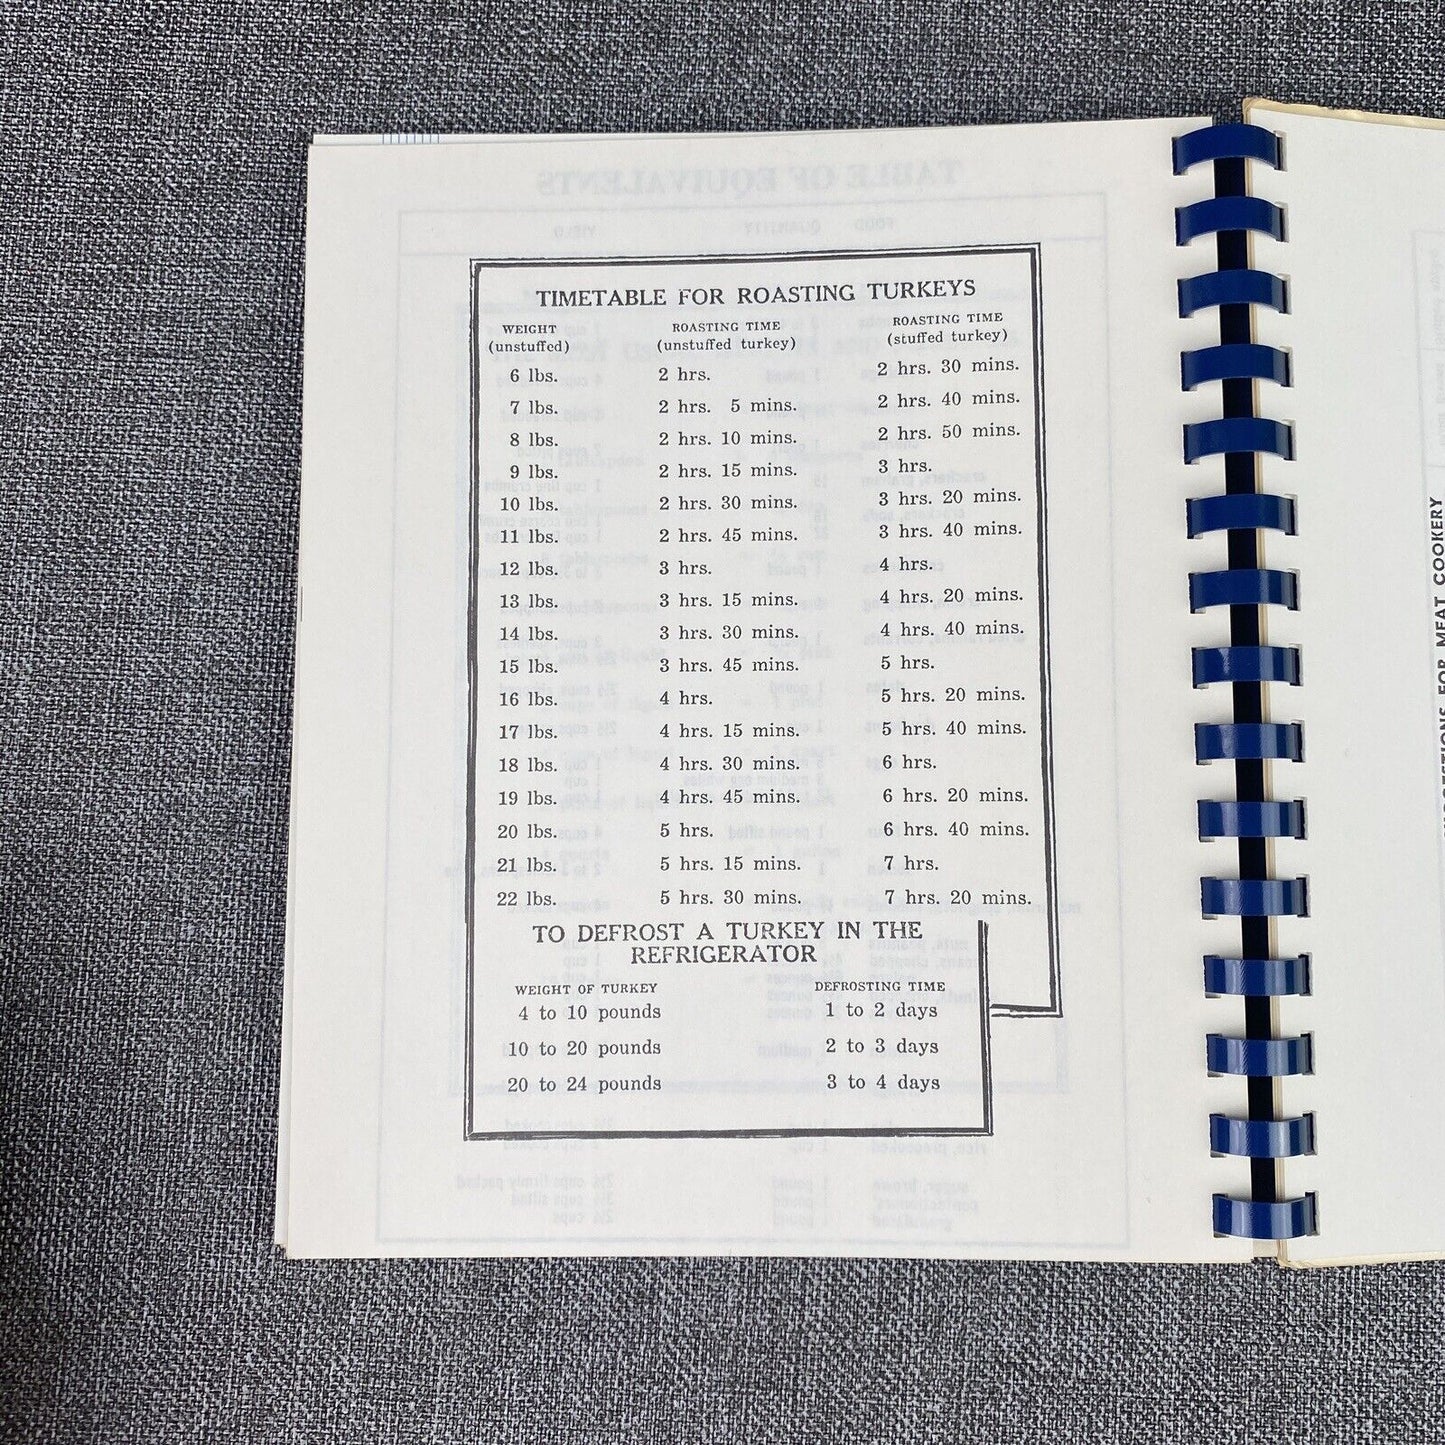 TIMETABLE FOR ROASTING TURKEYS
WEIGHT ROASTING TIME ROASTING TIME
(unstuffed) (unstuffed turkey) (stuffed turkey)
6 lbs. 2 hrs. 2 hrs. 30 mins.
7 lbs. 2 hrs. 5 mins. 2 hrs. 40 mins.
8 lbs. 2 hrs. 10 mins. 2 hrs. 50 mins.
9 lbs. 2 hrs. 15 mins. 3 hrs.
10 lbs. 2 hrs. 30 mins. 3 hrs. 20 mins.
11 lbs. 2 hrs. 45 mins. 3 hrs. 40 mins.
12 lbs. 3 hrs. 4 hrs.
13 lbs. 3 hrs. 15 mins. 4 hrs. 20 mins.
14 lbs. 3 hrs. 30 mins. 4 hrs. 40 mins.
15 lbs. 3 hrs. 45 mins. 5 hrs.
16 lbs. 4 hrs. 5 hrs. 20 mins.
17 lbs. 4 hrs. 15 mins. 5 hrs. 40 mins.
18 lbs. 4 hrs. 30 mins. 6 hrs.
19 lbs. 4 hrs. 45 mins. 6 hrs. 20 mins.
20 lbs. 5 hrs. 6 hrs. 40 mins.
21 lbs. 5 hrs. 15 mins. 7 hrs.
22 lbs. 5 hrs. 30 mins. 7 hrs. 20 mins.
TO DEFROST A TURKEY IN THE
REFRIGERATOR
WEIGHT OF TURKEY DEFROSTING TIME
4 to 10 pounds 1 to 2 days
10 to 20 pounds 2 to 3 days
20 to 24 pounds 3 to 4 days
FOR MEAT COOKERY